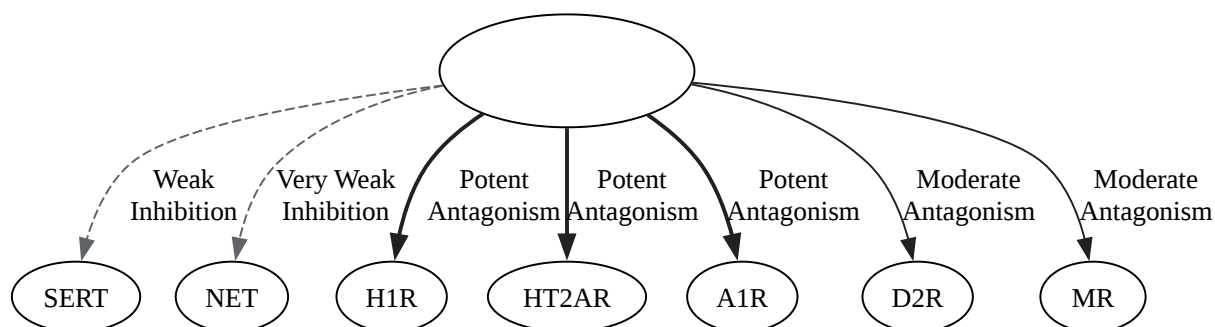 Weak
Inhibition
Very Weak
Inhibition
Potent
Antagonism
Potent
Antagonism
Potent
Antagonism
Moderate
Antagonism
Moderate
Antagonism
SERT
NET
H1R
HT2AR
A1R
D2R
MR